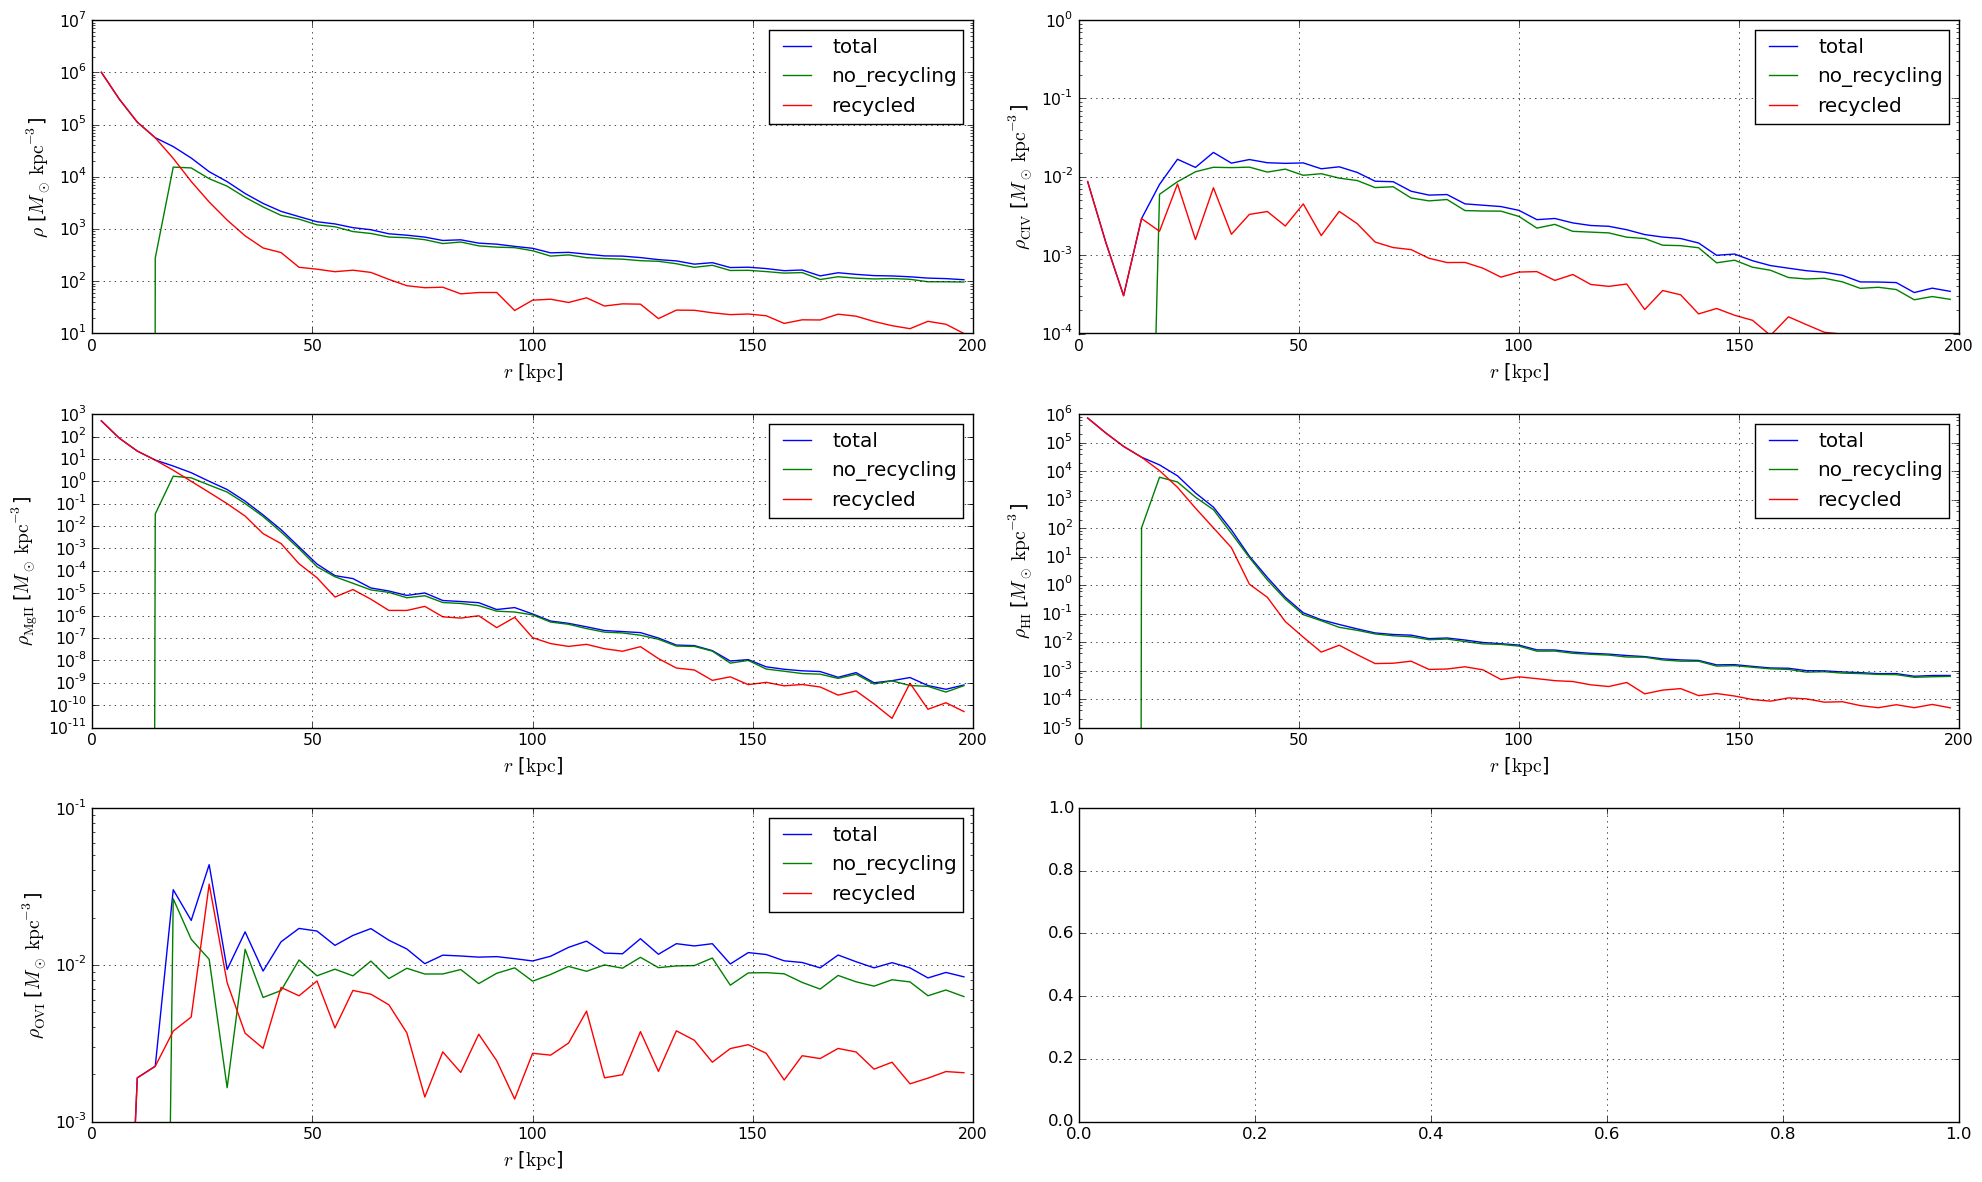 10^7
10^6
10^5
10^4
10^3
10^2
10^1
ρ [M_⊙ kpc^-3]
total
no_recycling
recycled
0 50 100 150 200
r [kpc]
10^0
10^-1
10^-2
10^-3
10^-4
ρ_CIV [M_⊙ kpc^-3]
total
no_recycling
recycled
0 50 100 150 200
r [kpc]
10^3
10^2
10^1
10^0
10^-1
10^-2
10^-3
10^-4
10^-5
10^-6
10^-7
10^-8
10^-9
10^-10
10^-11
ρ_MgII [M_⊙ kpc^-3]
total
no_recycling
recycled
0 50 100 150 200
r [kpc]
10^6
10^5
10^4
10^3
10^2
10^1
10^0
10^-1
10^-2
10^-3
10^-4
10^-5
ρ_HI [M_⊙ kpc^-3]
total
no_recycling
recycled
0 50 100 150 200
r [kpc]
10^-1
10^-2
10^-3
ρ_OVI [M_⊙ kpc^-3]
total
no_recycling
recycled
0 50 100 150 200
r [kpc]
1.0
0.8
0.6
0.4
0.2
0.0
0.0 0.2 0.4 0.6 0.8 1.0